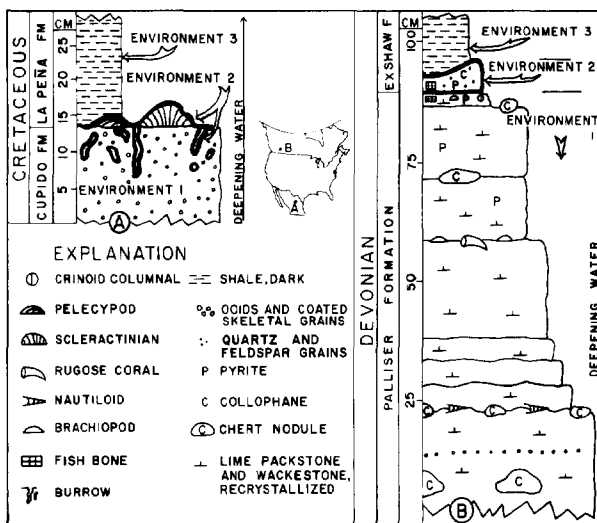 CRETACEOUS
CUPIDO FM
LA PEÑA FM
CM
25
20
15
10
5
ENVIRONMENT 3
ENVIRONMENT 2
ENVIRONMENT I
A
DEEPENING WATER
B
A
EXPLANATION
CRINOID COLUMNAL
PELECYPOD
SCLERACTINIAN
RUGOSE CORAL
NAUTILOID
BRACHIOPOD
FISH BONE
BURROW
SHALE, DARK
OOIDS AND COATED
SKELETAL GRAINS
QUARTZ AND
FELDSPAR GRAINS
P PYRITE
C COLLOPHANE
C CHERT NODULE
LIME PACKSTONE
AND WACKESTONE,
RECRYSTALLIZED
DEVONIAN
PALLISER FORMATION
EXSHAW F
CM
100
75
50
25
ENVIRONMENT 3
ENVIRONMENT 2
ENVIRONMENT
I
C
P
P
P
C
P
C
P
C
C
C
C
C
B
DEEPENING WATER